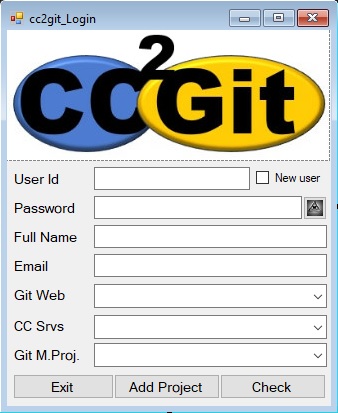 cc2git_Login
CC2Git
User Id
New user
Password
Full Name
Email
Git Web
CC Srvs
Git M.Proj.
Exit Add Project Check